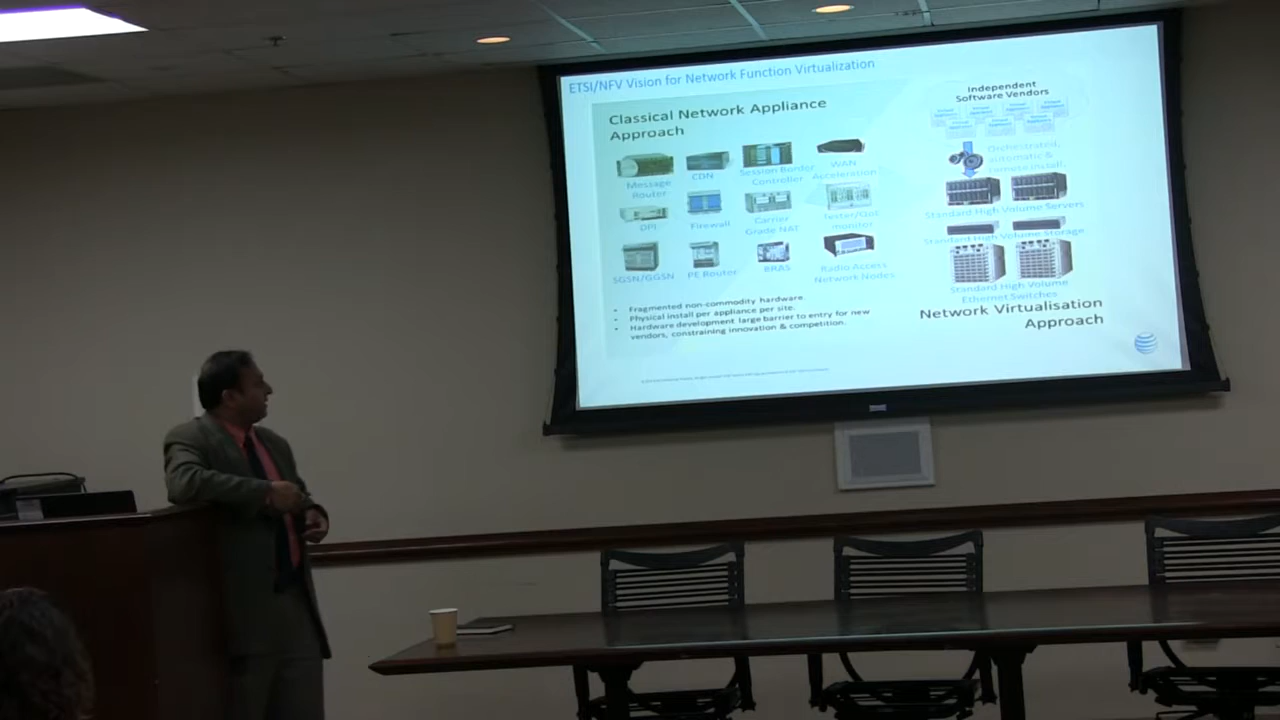 ETSI/NFV Vision for Network Function Virtualization
Classical Network Appliance
Approach
Message
Router
CDN
Session Border
Controller
WAN
Acceleration
DPI
Firewall
Carrier
Grade NAT
Tester/QoE
monitor
SGSN/GGSN
PE Router
BRAS
Radio Access
Network Nodes
• Fragmented non-commodity hardware.
• Physical install per appliance per site.
• Hardware development large barrier to entry for new
vendors, constraining innovation & competition.
Independent
Software Vendors
Orchestrated,
automatic &
remote install.
Standard High Volume Servers
Standard High Volume Storage
Standard High Volume
Ethernet Switches
Network Virtualisation
Approach